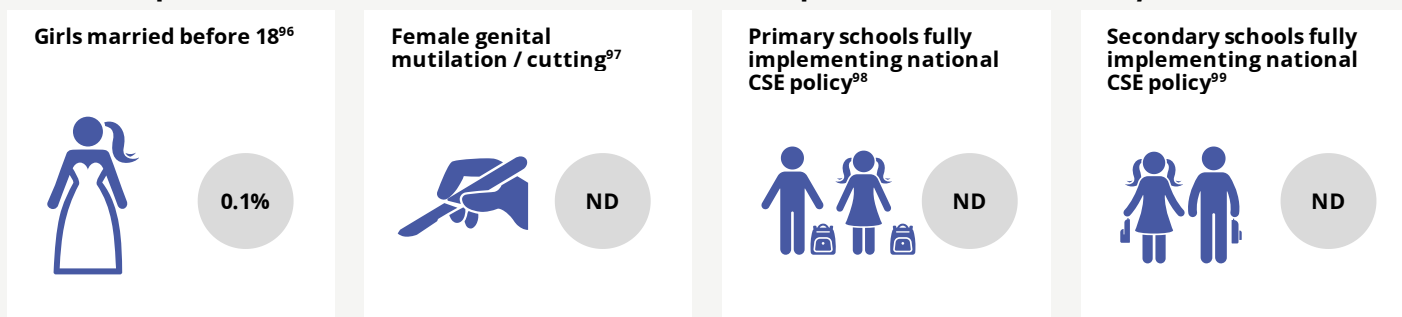 Girls married before 18⁹⁶
0.1%
Female genital
mutilation / cutting⁹⁷
ND
Primary schools fully
implementing national
CSE policy⁹⁸
ND
Secondary schools fully
implementing national
CSE policy⁹⁹
ND